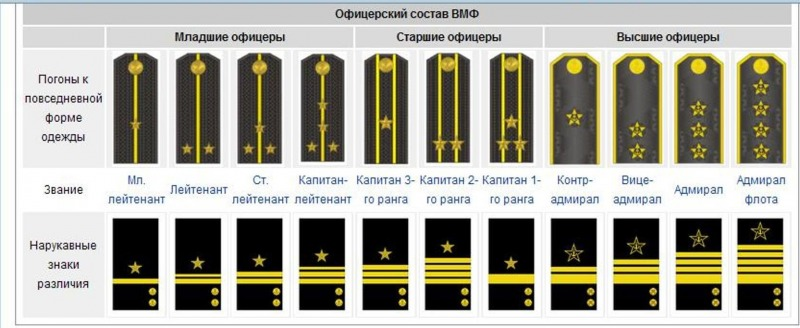 Офицерский состав ВМФ
Младшие офицеры
Старшие офицеры
Высшие офицеры
Погоны к
повседневной
форме
одежды
Звание
Мл.
лейтенант
Лейтенант
Ст.
лейтенант
Капитан-
лейтенант
Капитан 3-
го ранга
Капитан 2-
го ранга
Капитан 1-
го ранга
Контр-
адмирал
Вице-
адмирал
Адмирал
Адмирал
флота
Нарукавные
знаки
различия